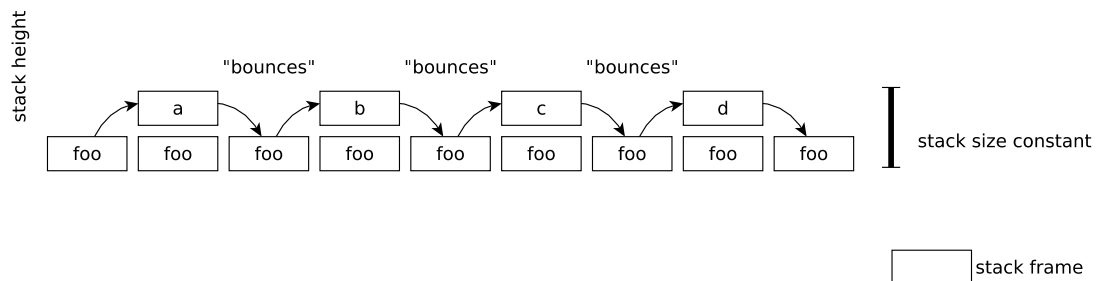 stack height
"bounces" "bounces" "bounces"
a b c d
foo foo foo foo foo foo foo foo foo
stack size constant
stack frame